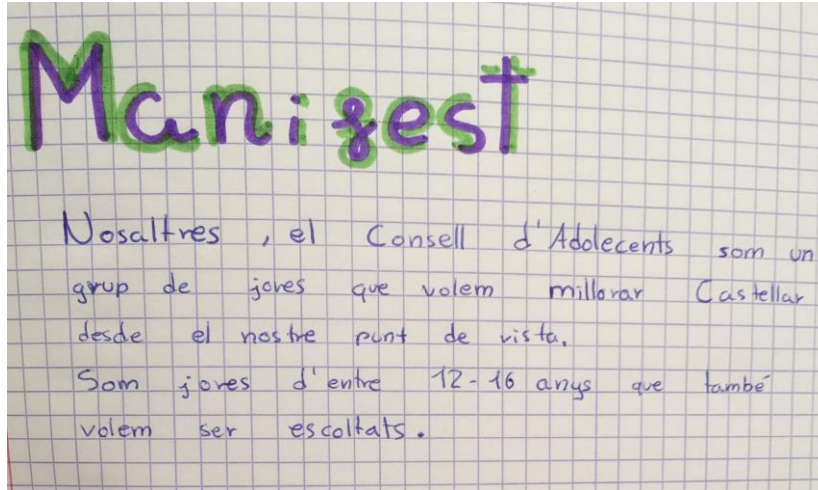 Manifest
Nosaltres, el Consell d'Adolecents som un
grup de joves que volem millorar Castellar
desde el nostre punt de vista.
Som joves d'entre 12-16 anys que també
volem ser escoltats.